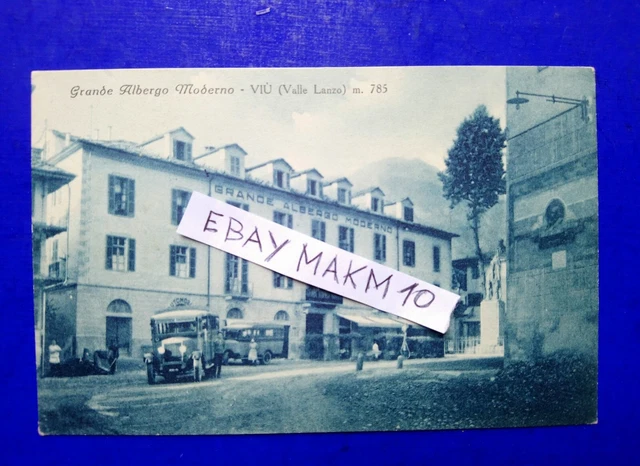 Grande Albergo Moderno - VIÙ (Valle Lanzo) m. 785
GRANDE ALBERGO MODERNO
EBAY MAKM 10